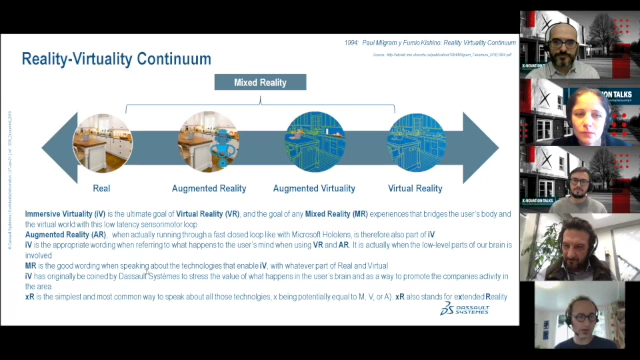 1994: Paul Milgram y Fumio Kishino. Reality Virtuality Continuum
Reality-Virtuality Continuum
Mixed Reality
Real
Augmented Reality
Augmented Virtuality
Virtual Reality
Immersive Virtuality (iV) is the ultimate goal of Virtual Reality (VR), and the goal of any Mixed Reality (MR) experiences that bridges the user's body and
the virtual world with this low latency sensorimotor loop.
Augmented Reality (AR), when actually running through a fast closed loop like with Microsoft Hololens, is therefore also part of iV
iV is the appropriate wording when referring to what happens to the user's mind when using VR and AR. It is actually when the low-level parts of our brain is
involved
MR is the good wording when speaking about the technologies that enable iV, with whatever part of Real and Virtual
iV has originally be coined by Dassault Systèmes to stress the value of what happens in the user's brain and as a way to promote the companies activity in
the area
xR is the simplest and most common way to speak about all those technolgies, x being potentially equal to M, V, or A). xR also stands for extended Reality
DASSAULT
SYSTEMES
TALKS